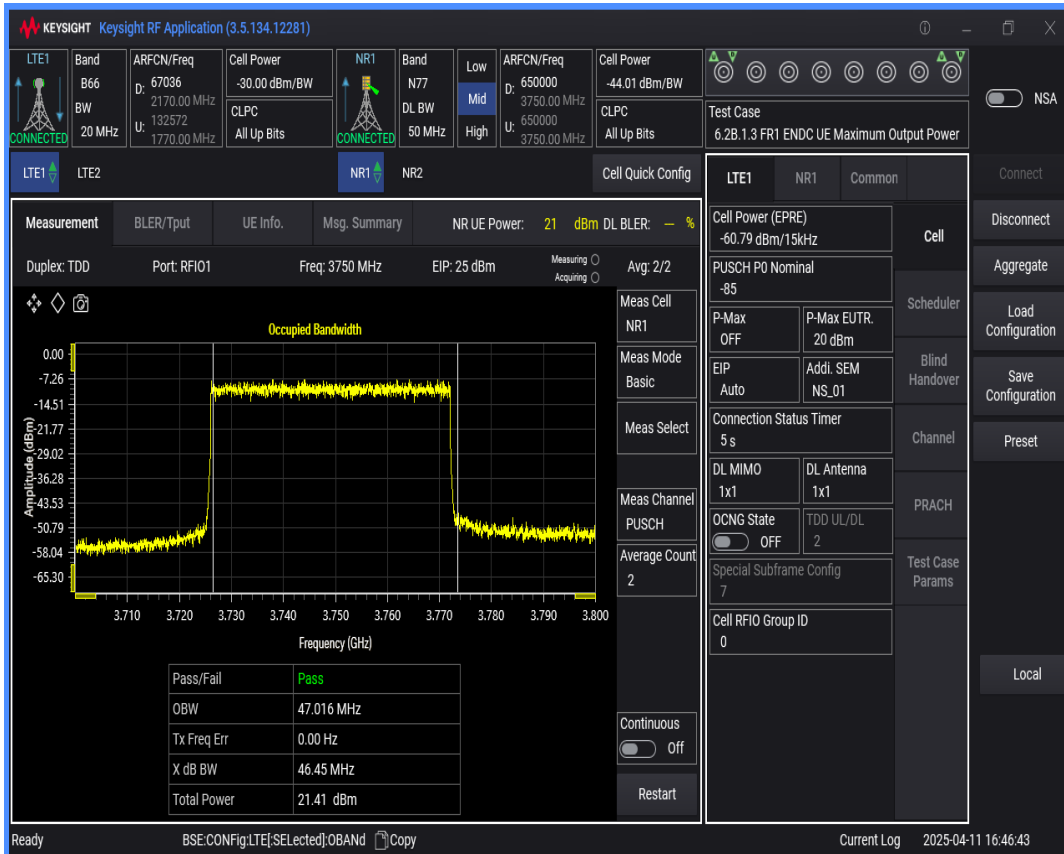 KEYSIGHT Keysight RF Application (3.5.134.12281)
LTE1
CONNECTED
Band
B66
BW
20 MHz
ARFCN/Freq
D: 67036
2170.00 MHz
U: 132572
1770.00 MHz
Cell Power
-30.00 dBm/BW
CLPC
All Up Bits
NR1
CONNECTED
Band
N77
DL BW
50 MHz
Low
Mid
High
ARFCN/Freq
D: 650000
3750.00 MHz
U: 650000
3750.00 MHz
Cell Power
-44.01 dBm/BW
CLPC
All Up Bits
Test Case
6.2B.1.3 FR1 ENDC UE Maximum Output Power
NSA
LTE1 LTE2 NR1 NR2 Cell Quick Config
Measurement BLER/Tput UE Info. Msg. Summary NR UE Power: 21 dBm DL BLER: — %
Duplex: TDD Port: RFIO1 Freq: 3750 MHz EIP: 25 dBm Measuring Acquiring Avg: 2/2
Occupied Bandwidth
Amplitude (dBm)
0.00
-7.26
-14.51
-21.77
-29.02
-36.28
-43.53
-50.79
-58.04
-65.30
3.710 3.720 3.730 3.740 3.750 3.760 3.770 3.780 3.790 3.800
Frequency (GHz)
Pass/Fail Pass
OBW 47.016 MHz
Tx Freq Err 0.00 Hz
X dB BW 46.45 MHz
Total Power 21.41 dBm
Meas Cell
NR1
Meas Mode
Basic
Meas Select
Meas Channel
PUSCH
Average Count
2
Continuous
Off
Restart
LTE1 NR1 Common
Cell Power (EPRE)
-60.79 dBm/15kHz
PUSCH P0 Nominal
-85
P-Max
OFF
P-Max EUTR.
20 dBm
EIP
Auto
Addi. SEM
NS_01
Connection Status Timer
5 s
DL MIMO
1x1
DL Antenna
1x1
OCNG State
OFF
TDD UL/DL
2
Special Subframe Config
7
Cell RFIO Group ID
0
Cell
Scheduler
Blind
Handover
Channel
PRACH
Test Case
Params
Connect
Disconnect
Aggregate
Load
Configuration
Save
Configuration
Preset
Local
Ready BSE:CONFig:LTE[:SELected]:OBANd Copy Current Log 2025-04-11 16:46:43